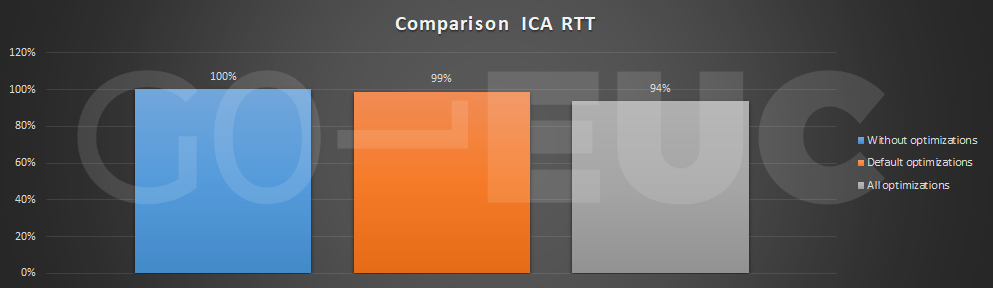 Comparison ICA RTT
120%
100%
80%
60%
40%
20%
0%
100%
99%
94%
GO-EUC
Without optimizations
Default optimizations
All optimizations